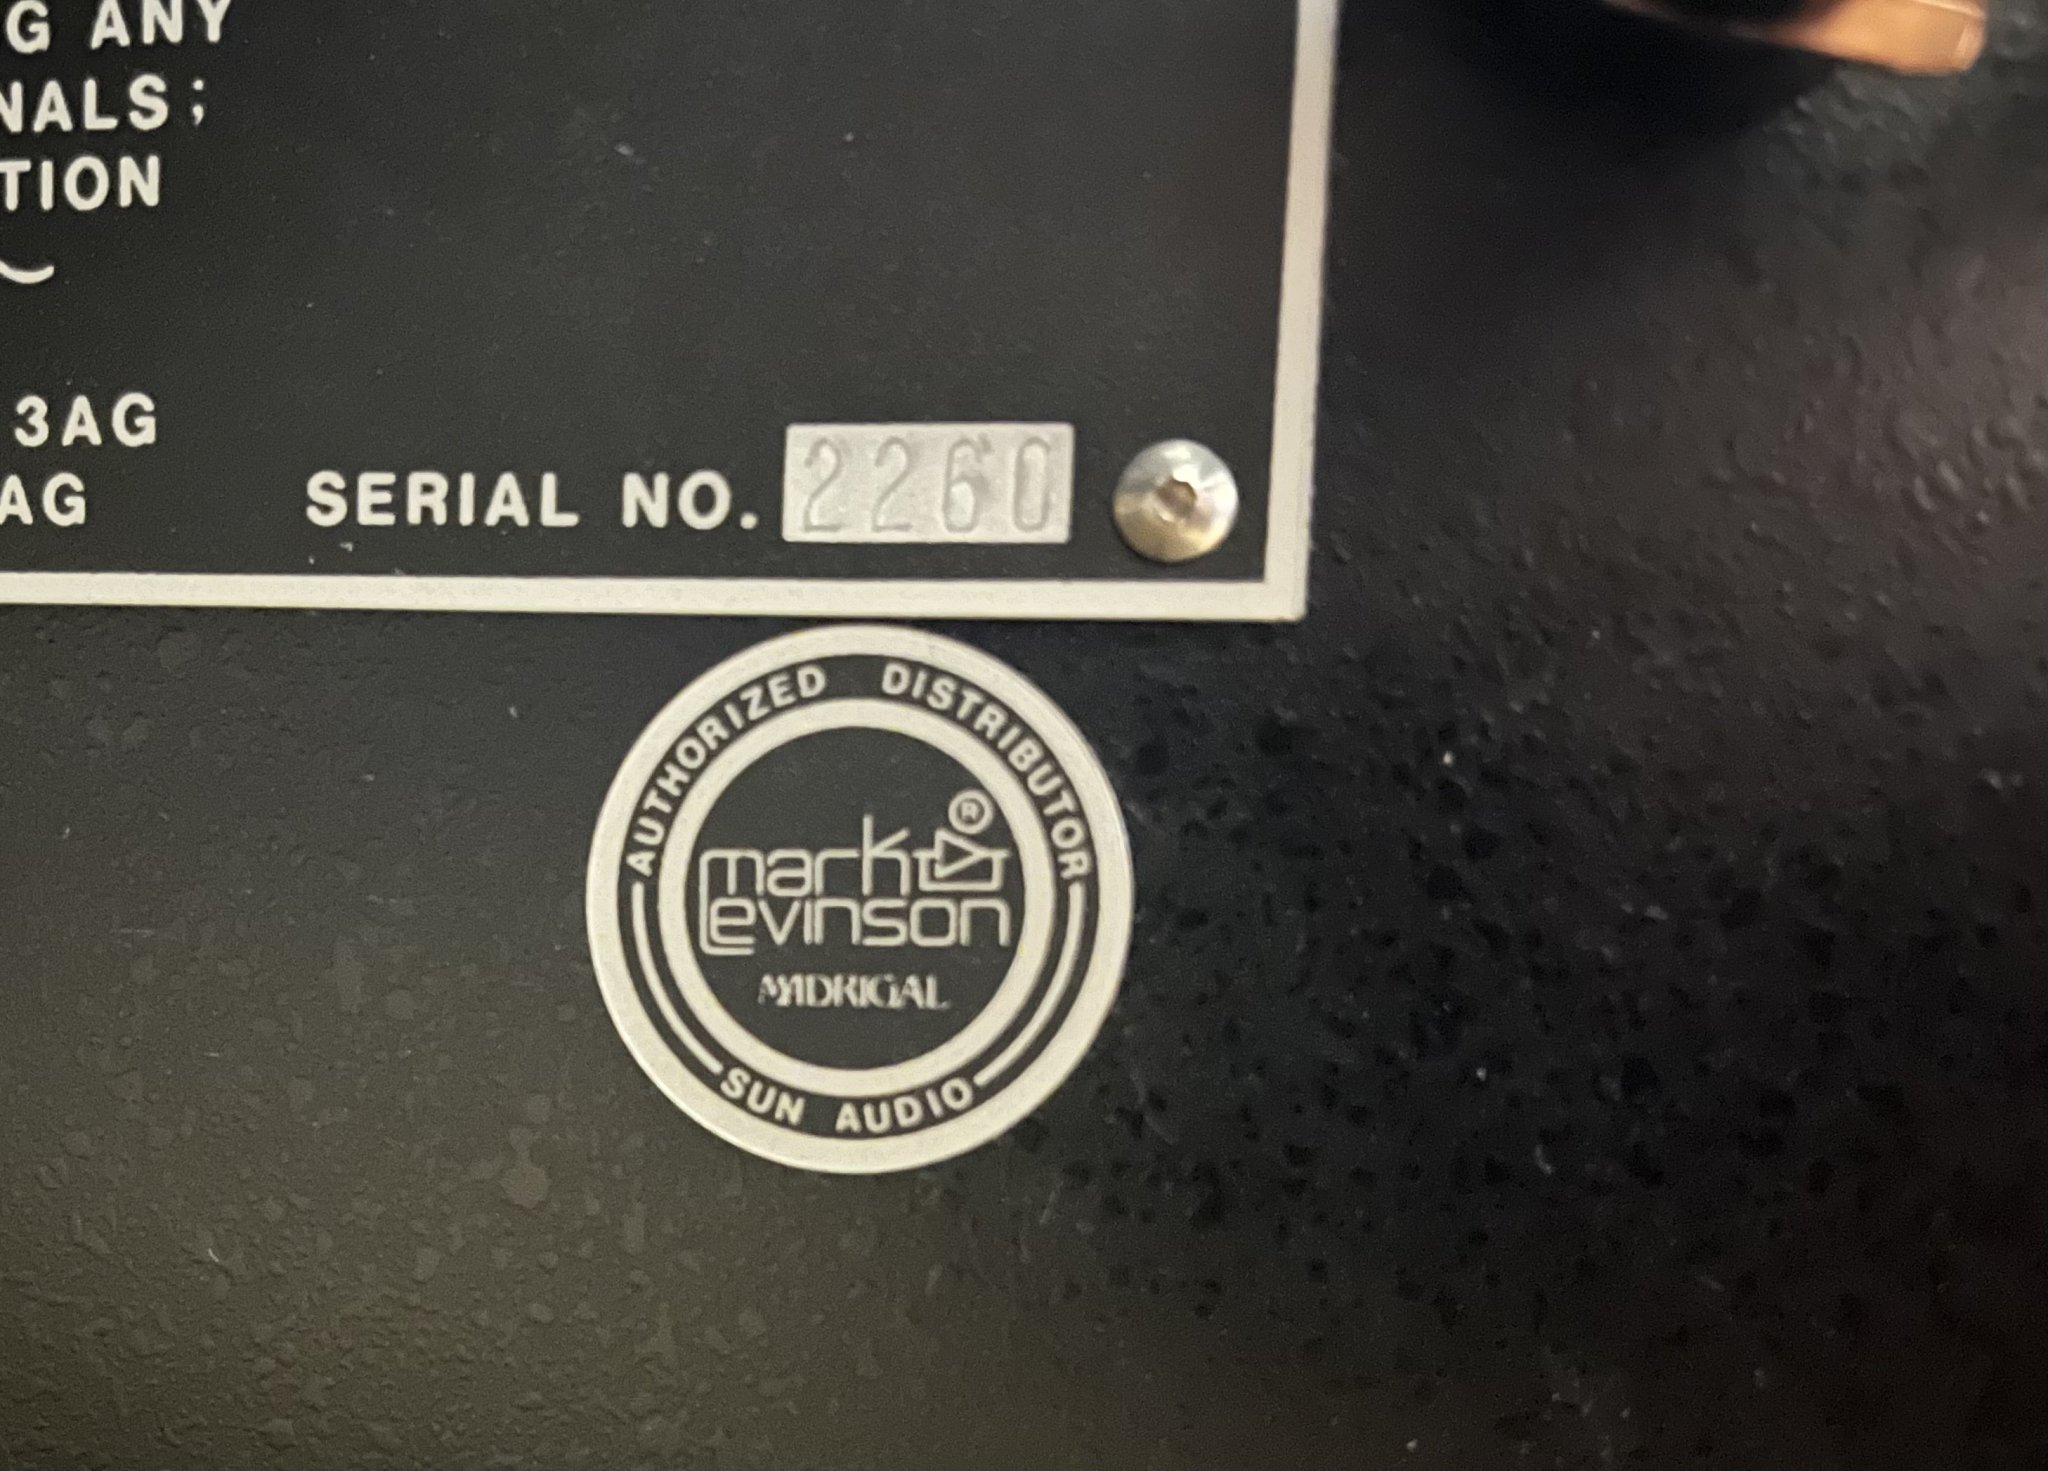 G ANY
NALS;
TION
3AG
AG
SERIAL NO. 2260
AUTHORIZED DISTRIBUTOR
®
mark
levinson
MADRIGAL
SUN AUDIO